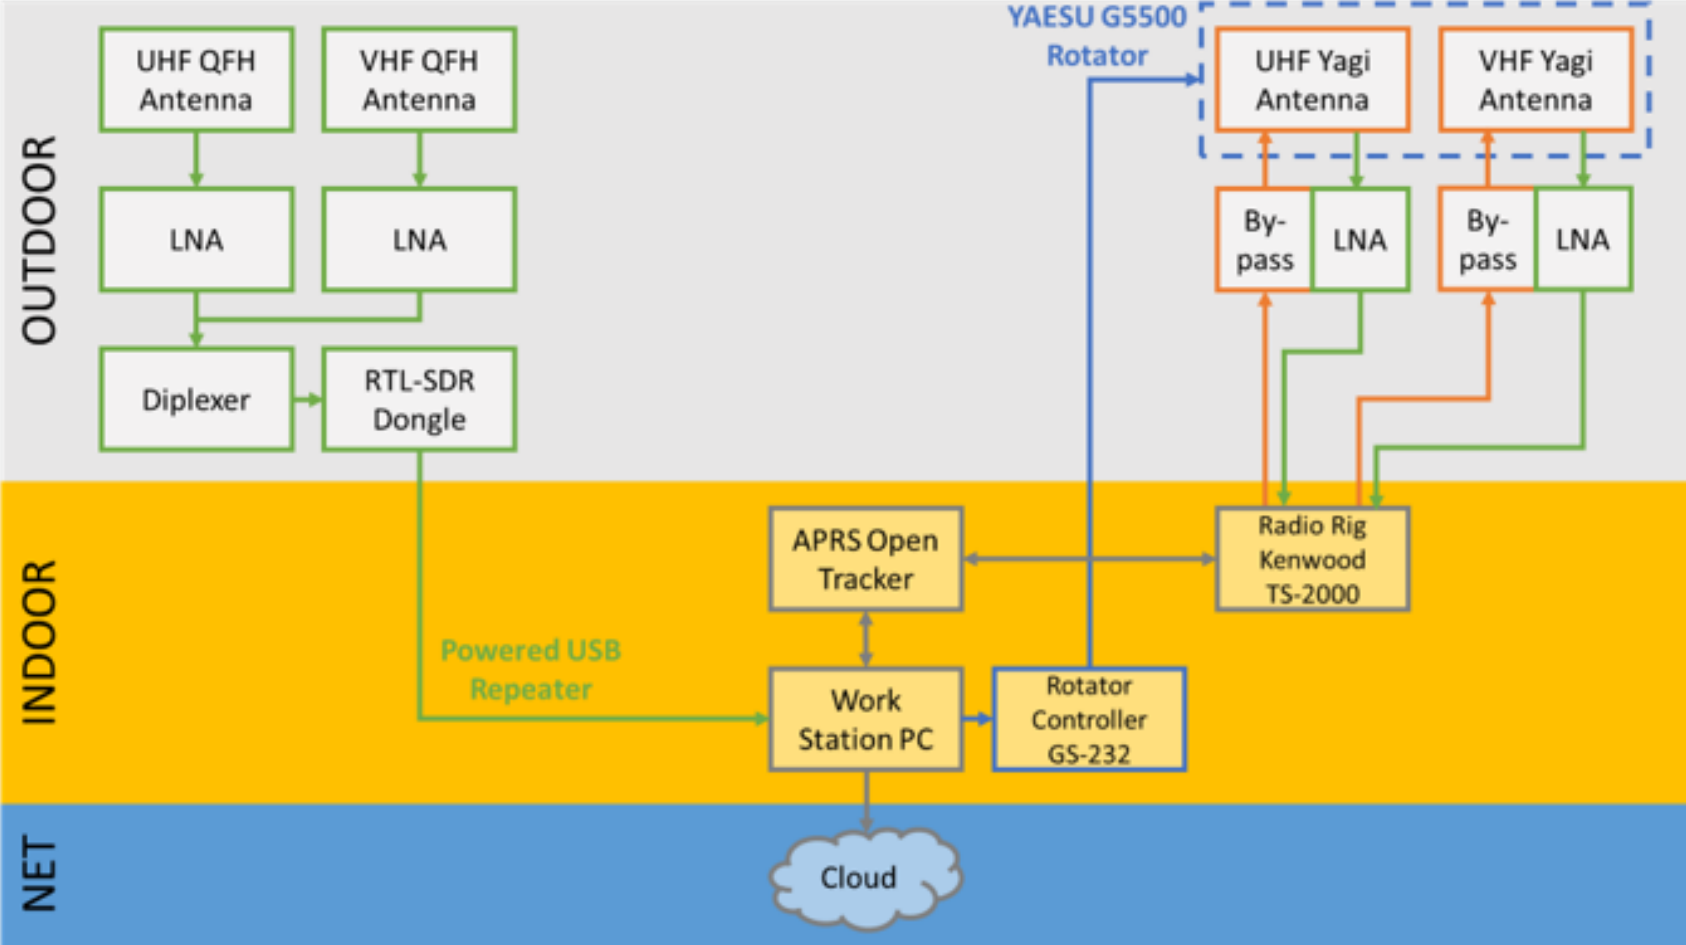 OUTDOOR
UHF QFH
Antenna
VHF QFH
Antenna
LNA
LNA
Diplexer
RTL-SDR
Dongle
YAESU G5500
Rotator
UHF Yagi
Antenna
VHF Yagi
Antenna
By-
pass
LNA
By-
pass
LNA
INDOOR
APRS Open
Tracker
Radio Rig
Kenwood
TS-2000
Powered USB
Repeater
Work
Station PC
Rotator
Controller
GS-232
NET
Cloud